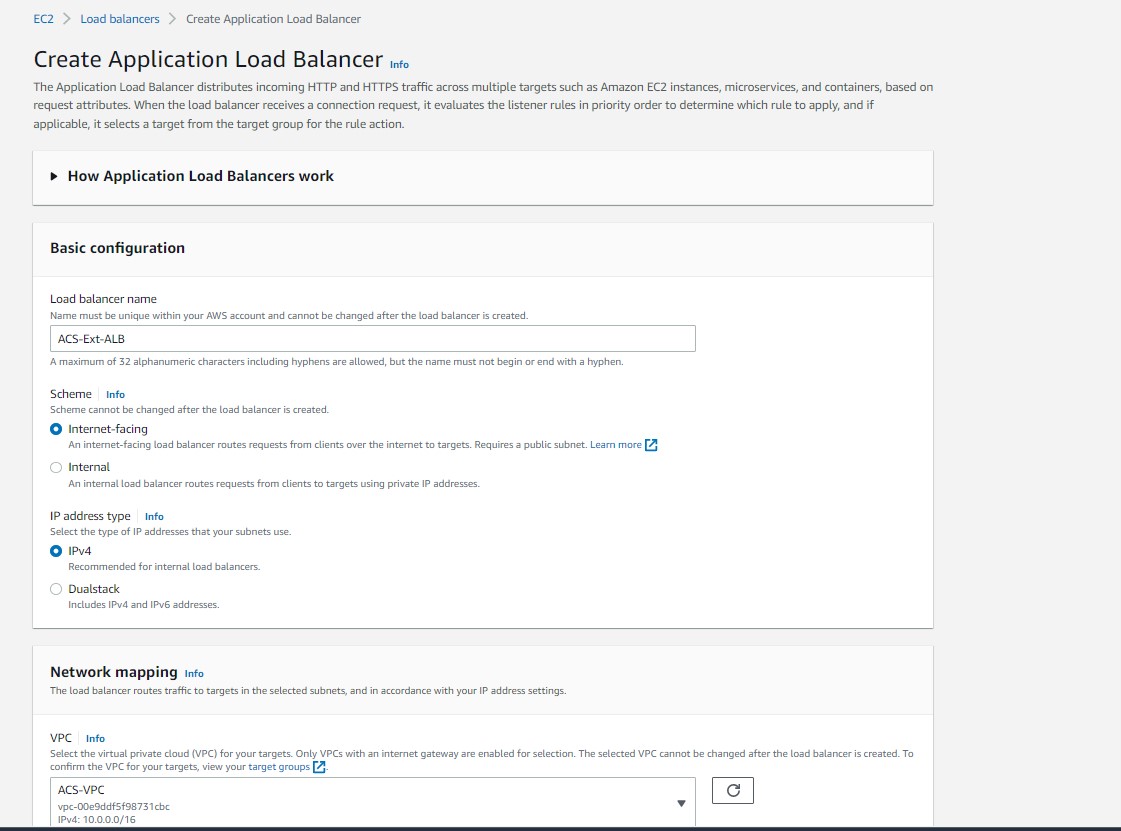 EC2 > Load balancers > Create Application Load Balancer
Create Application Load Balancer Info
The Application Load Balancer distributes incoming HTTP and HTTPS traffic across multiple targets such as Amazon EC2 instances, microservices, and containers, based on
request attributes. When the load balancer receives a connection request, it evaluates the listener rules in priority order to determine which rule to apply, and if
applicable, it selects a target from the target group for the rule action.
How Application Load Balancers work
Basic configuration
Load balancer name
Name must be unique within your AWS account and cannot be changed after the load balancer is created.
ACS-Ext-ALB
A maximum of 32 alphanumeric characters including hyphens are allowed, but the name must not begin or end with a hyphen.
Scheme Info
Scheme cannot be changed after the load balancer is created.
Internet-facing
An internet-facing load balancer routes requests from clients over the internet to targets. Requires a public subnet. Learn more
Internal
An internal load balancer routes requests from clients to targets using private IP addresses.
IP address type Info
Select the type of IP addresses that your subnets use.
IPv4
Recommended for internal load balancers.
Dualstack
Includes IPv4 and IPv6 addresses.
Network mapping Info
The load balancer routes traffic to targets in the selected subnets, and in accordance with your IP address settings.
VPC Info
Select the virtual private cloud (VPC) for your targets. Only VPCs with an internet gateway are enabled for selection. The selected VPC cannot be changed after the load balancer is created. To
confirm the VPC for your targets, view your target groups.
ACS-VPC
vpc-00e9ddf5f98731cbc
IPv4: 10.0.0.0/16